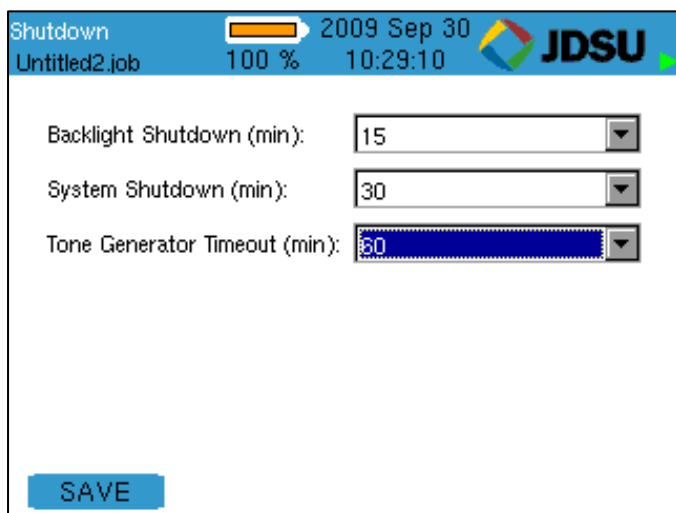 Shutdown
2009 Sep 30
JDSU
Untitled2.job
100 %
10:29:10
Backlight Shutdown (min):
15
System Shutdown (min):
30
Tone Generator Timeout (min):
60
SAVE